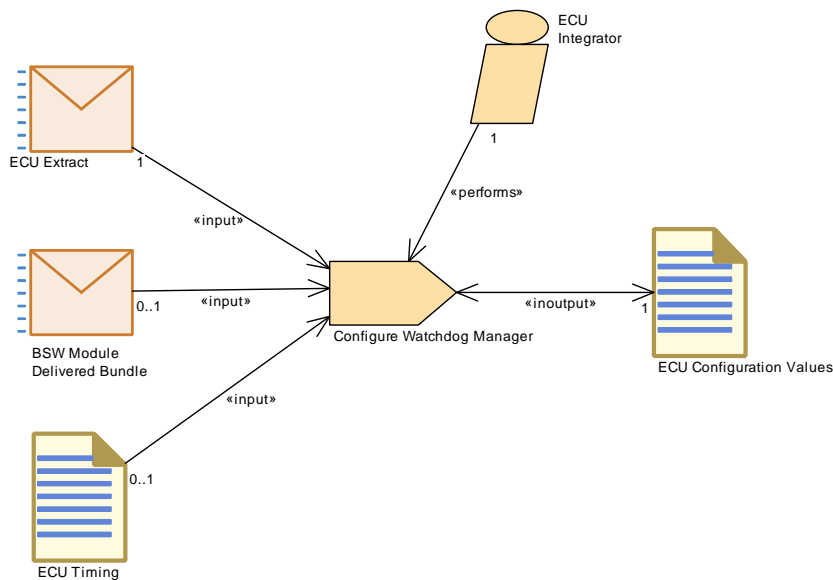 ECU
Integrator
1
«performs»
ECU Extract
1
«input»
BSW Module
Delivered Bundle
0..1
«input»
ECU Timing
0..1
«input»
Configure Watchdog Manager
«inoutput»
1
ECU Configuration Values